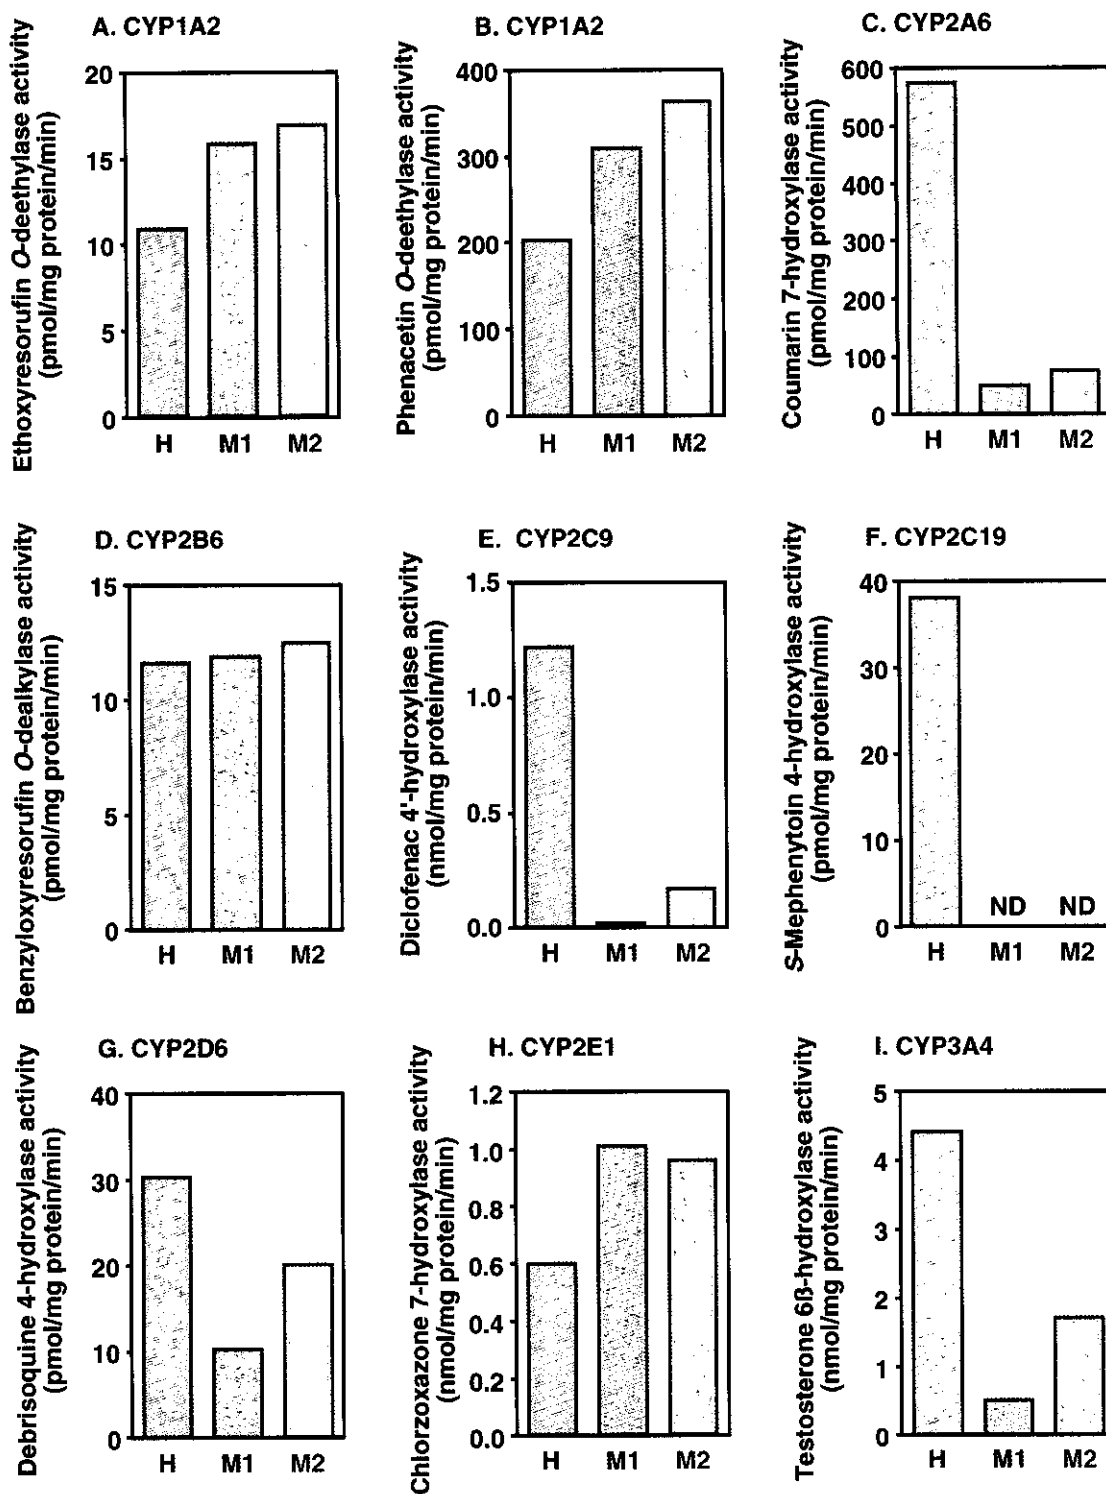 A. CYP1A2
Ethoxyresorufin O-deethylase activity
(pmol/mg protein/min)
20
15
10
5
0
H M1 M2
B. CYP1A2
Phenacetin O-deethylase activity
(pmol/mg protein/min)
400
300
200
100
0
H M1 M2
C. CYP2A6
Coumarin 7-hydroxylase activity
(pmol/mg protein/min)
600
500
400
300
200
100
0
H M1 M2
D. CYP2B6
Benzyloxyresorufin O-dealkylase activity
(pmol/mg protein/min)
15
10
5
0
H M1 M2
E. CYP2C9
Diclofenac 4'-hydroxylase activity
(nmol/mg protein/min)
1.5
1.0
0.5
0.0
H M1 M2
F. CYP2C19
S-Mephenytoin 4-hydroxylase activity
(pmol/mg protein/min)
40
30
20
10
0
ND ND
H M1 M2
G. CYP2D6
Debrisoquine 4-hydroxylase activity
(pmol/mg protein/min)
40
30
20
10
0
H M1 M2
H. CYP2E1
Chlorzoxazone 7-hydroxylase activity
(nmol/mg protein/min)
1.2
1.0
0.8
0.6
0.4
0.2
0.0
H M1 M2
I. CYP3A4
Testosterone 6ß-hydroxylase activity
(nmol/mg protein/min)
5
4
3
2
1
0
H M1 M2